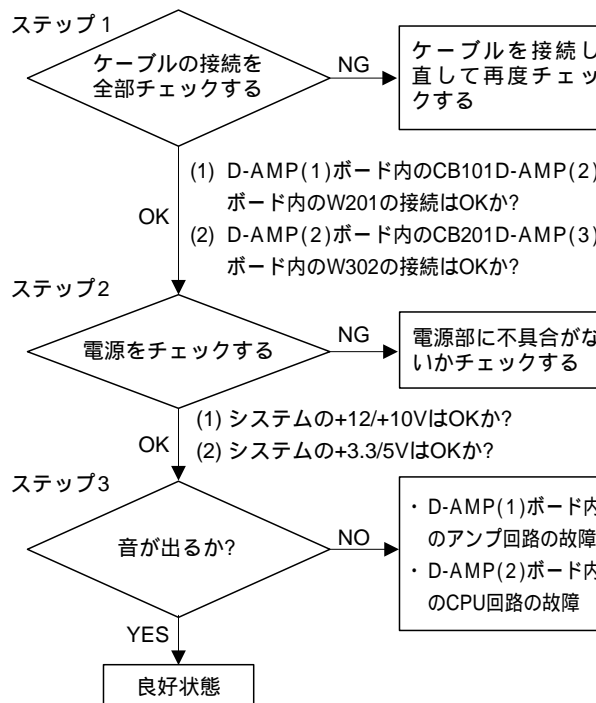 ステップ1
ケーブルの接続を
全部チェックする
NG
ケーブルを接続し
直して再度チェッ
クする
OK
(1) D-AMP(1)ボード内のCB101D-AMP(2)
ボード内のW201の接続はOKか?
(2) D-AMP(2)ボード内のCB201D-AMP(3)
ボード内のW302の接続はOKか?
ステップ2
電源をチェックする
NG
電源部に不具合がな
いかチェックする
OK
(1) システムの+12/+10VはOKか?
(2) システムの+3.3/5VはOKか?
ステップ3
音が出るか?
NO
・D-AMP(1)ボード内
のアンプ回路の故障
・D-AMP(2)ボード内
のCPU回路の故障
YES
良好状態